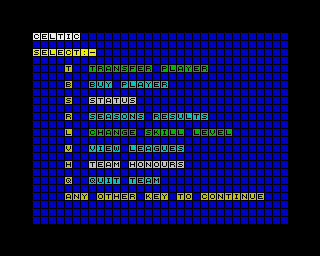 CELTIC
SELECT:-
T TRANSFER PLAYER
B BUY PLAYER
S STATUS
R SEASONS RESULTS
L CHANGE SKILL LEVEL
V VIEW LEAGUES
H TEAM HONOURS
Q QUIT TEAM
ANY OTHER KEY TO CONTINUE